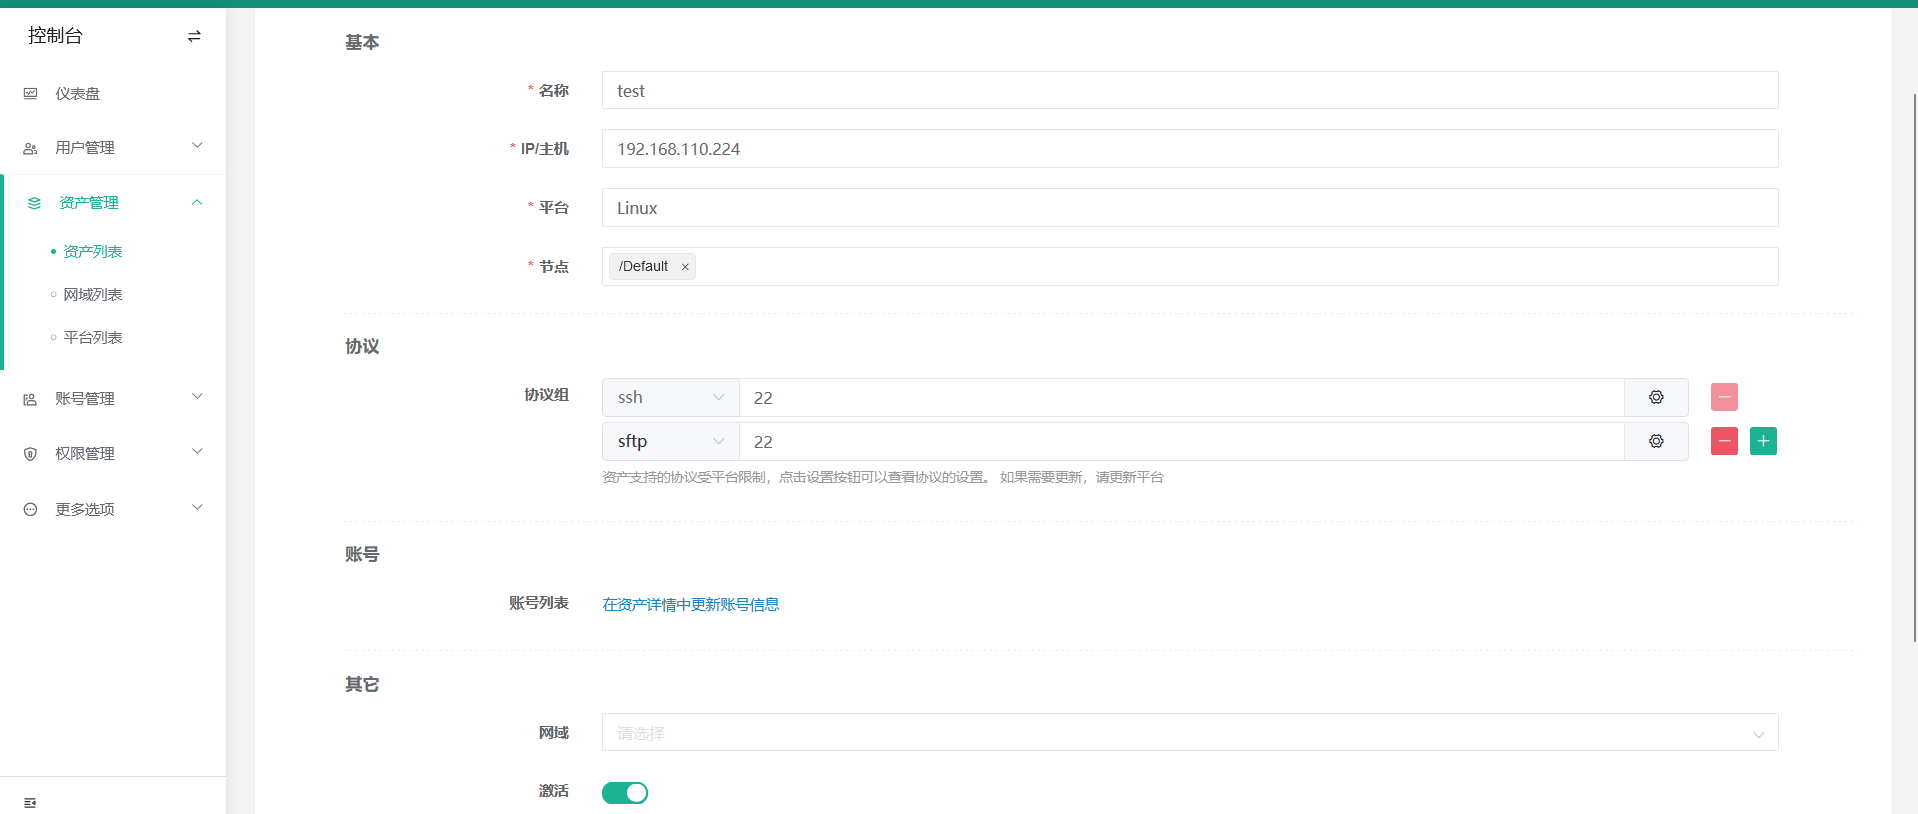 控制台
仪表盘
用户管理
资产管理
资产列表
网域列表
平台列表
账号管理
权限管理
更多选项
基本
* 名称
test
* IP/主机
192.168.110.224
* 平台
Linux
* 节点
/Default ×
协议
协议组
ssh
22
sftp
22
资产支持的协议受平台限制，点击设置按钮可以查看协议的设置。 如果需要更新，请更新平台
账号
账号列表
在资产详情中更新账号信息
其它
网域
请选择
激活